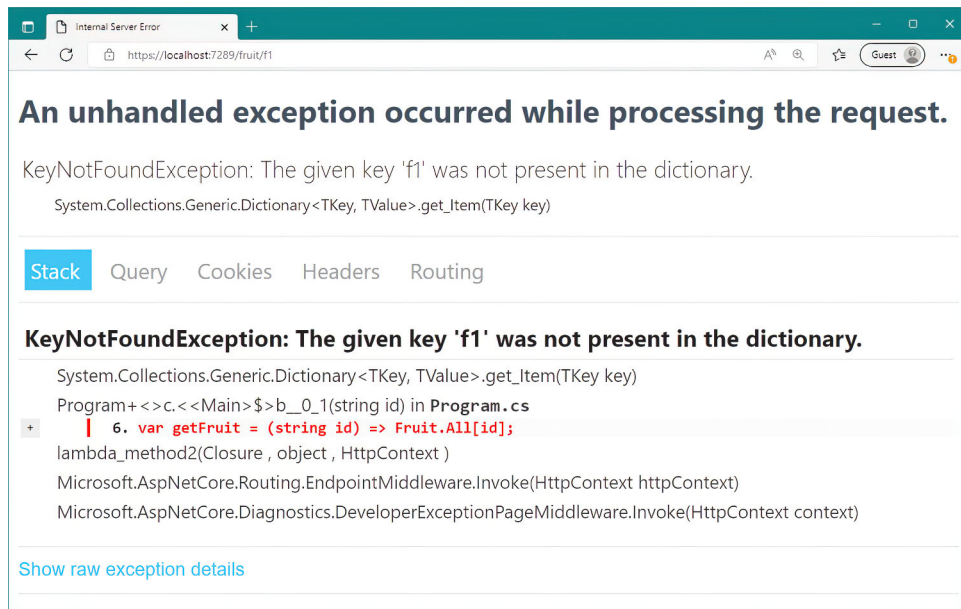 Internal Server Error
https://localhost:7289/fruit/f1
Guest
An unhandled exception occurred while processing the request.
KeyNotFoundException: The given key 'f1' was not present in the dictionary.
System.Collections.Generic.Dictionary<TKey, TValue>.get_Item(TKey key)
Stack Query Cookies Headers Routing
KeyNotFoundException: The given key 'f1' was not present in the dictionary.
System.Collections.Generic.Dictionary<TKey, TValue>.get_Item(TKey key)
Program+<>c.<<Main>$>b__0_1(string id) in Program.cs
+ 6. var getFruit = (string id) => Fruit.All[id];
lambda_method2(Closure , object , HttpContext )
Microsoft.AspNetCore.Routing.EndpointMiddleware.Invoke(HttpContext httpContext)
Microsoft.AspNetCore.Diagnostics.DeveloperExceptionPageMiddleware.Invoke(HttpContext context)
Show raw exception details